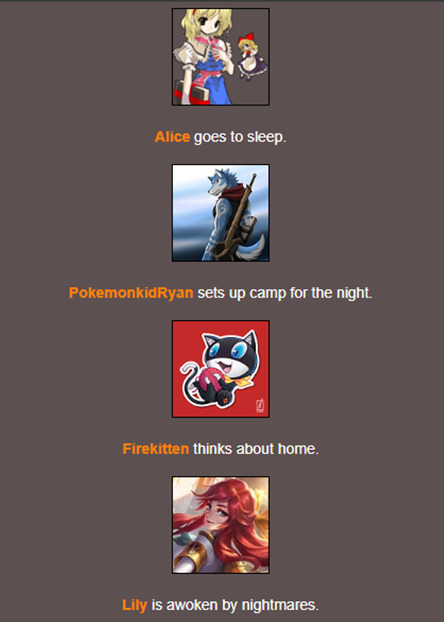 Alice goes to sleep.
PokemonkidRyan sets up camp for the night.
Firekitten thinks about home.
Lily is awoken by nightmares.